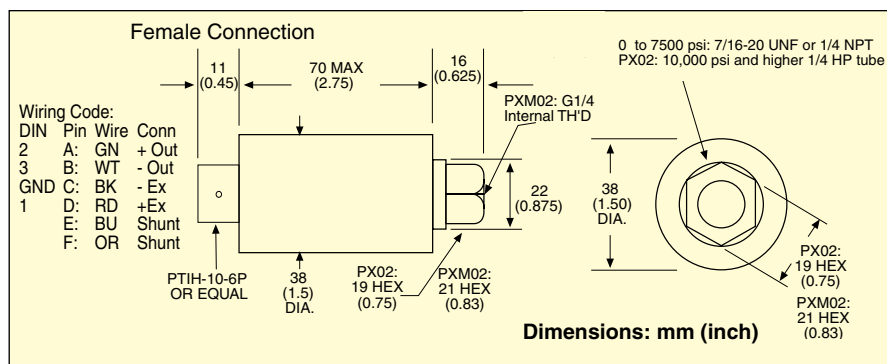 Female Connection
11
(0.45)
70 MAX
(2.75)
16
(0.625)
0 to 7500 psi: 7/16-20 UNF or 1/4 NPT
PX02: 10,000 psi and higher 1/4 HP tube
PXM02: G1/4
Internal TH'D
Wiring Code:
DIN Pin Wire Conn
2 A: GN + Out
3 B: WT - Out
GND C: BK - Ex
1 D: RD +Ex
E: BU Shunt
F: OR Shunt
22
(0.875)
38
(1.50)
DIA.
PTIH-10-6P
OR EQUAL
38
(1.5)
DIA.
PX02:
19 HEX
(0.75)
PXM02:
21 HEX
(0.83)
PX02:
19 HEX
(0.75)
PXM02:
21 HEX
(0.83)
Dimensions: mm (inch)